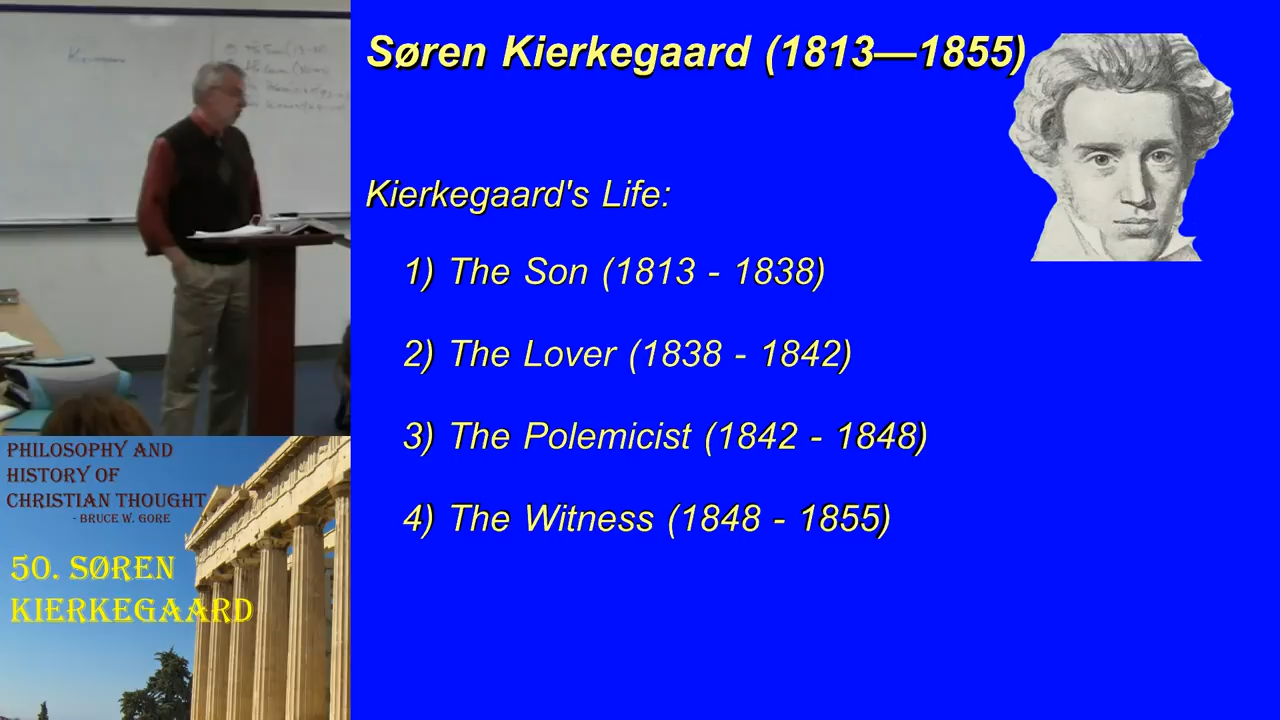 Søren Kierkegaard (1813—1855)
Kierkegaard's Life:
1) The Son (1813 - 1838)
2) The Lover (1838 - 1842)
3) The Polemicist (1842 - 1848)
4) The Witness (1848 - 1855)
PHILOSOPHY AND
HISTORY OF
CHRISTIAN THOUGHT
- BRUCE W. GORE
50. SØREN
KIERKEGAARD